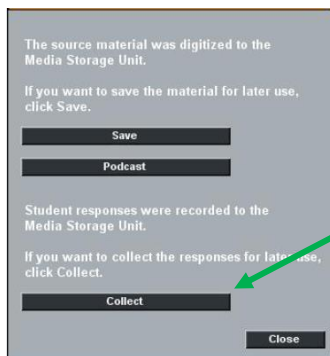 The source material was digitized to the
Media Storage Unit.
If you want to save the material for later use,
click Save.
Save
Podcast
Student responses were recorded to the
Media Storage Unit.
If you want to collect the responses for later use,
click Collect.
Collect
Close